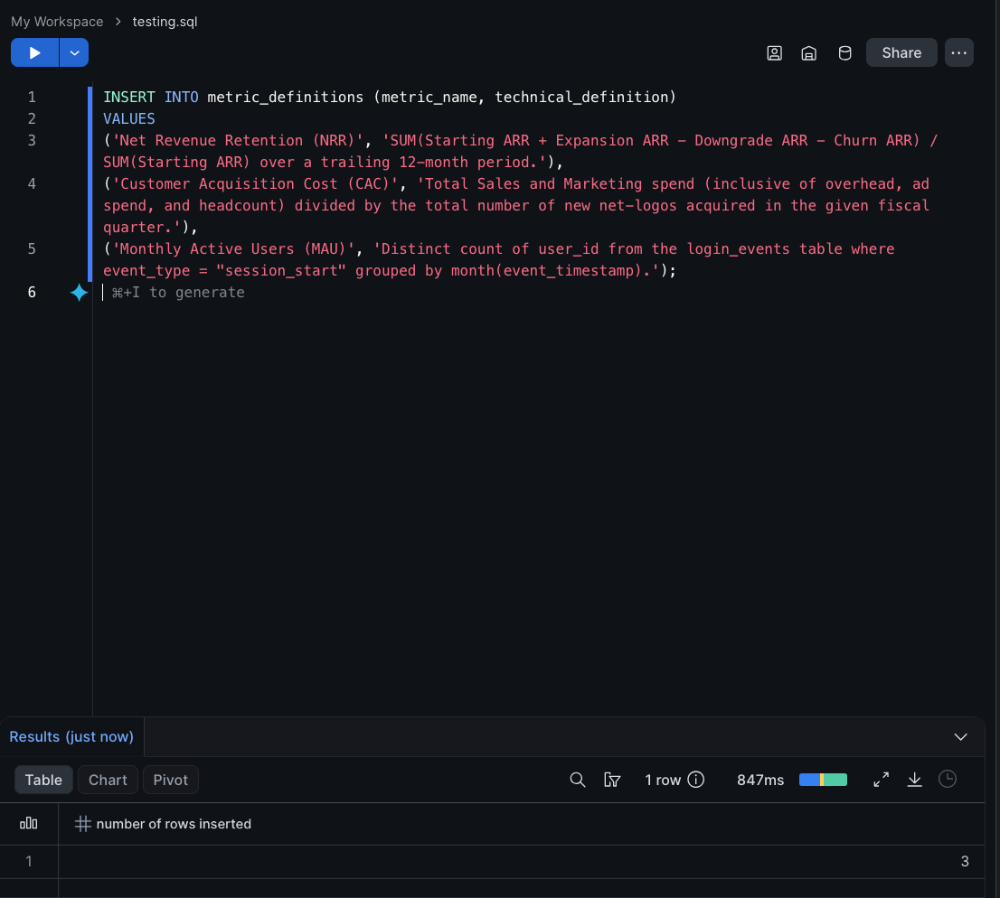 My Workspace > testing.sql
Share ...
1 INSERT INTO metric_definitions (metric_name, technical_definition)
2 VALUES
3 ('Net Revenue Retention (NRR)', 'SUM(Starting ARR + Expansion ARR - Downgrade ARR - Churn ARR) /
SUM(Starting ARR) over a trailing 12-month period.'),
4 ('Customer Acquisition Cost (CAC)', 'Total Sales and Marketing spend (inclusive of overhead, ad
spend, and headcount) divided by the total number of new net-logos acquired in the given fiscal
quarter.'),
5 ('Monthly Active Users (MAU)', 'Distinct count of user_id from the login_events table where
event_type = "session_start" grouped by month(event_timestamp).');
6 ⌘+I to generate
Results (just now)
Table Chart Pivot 1 row 847ms
number of rows inserted
1 3